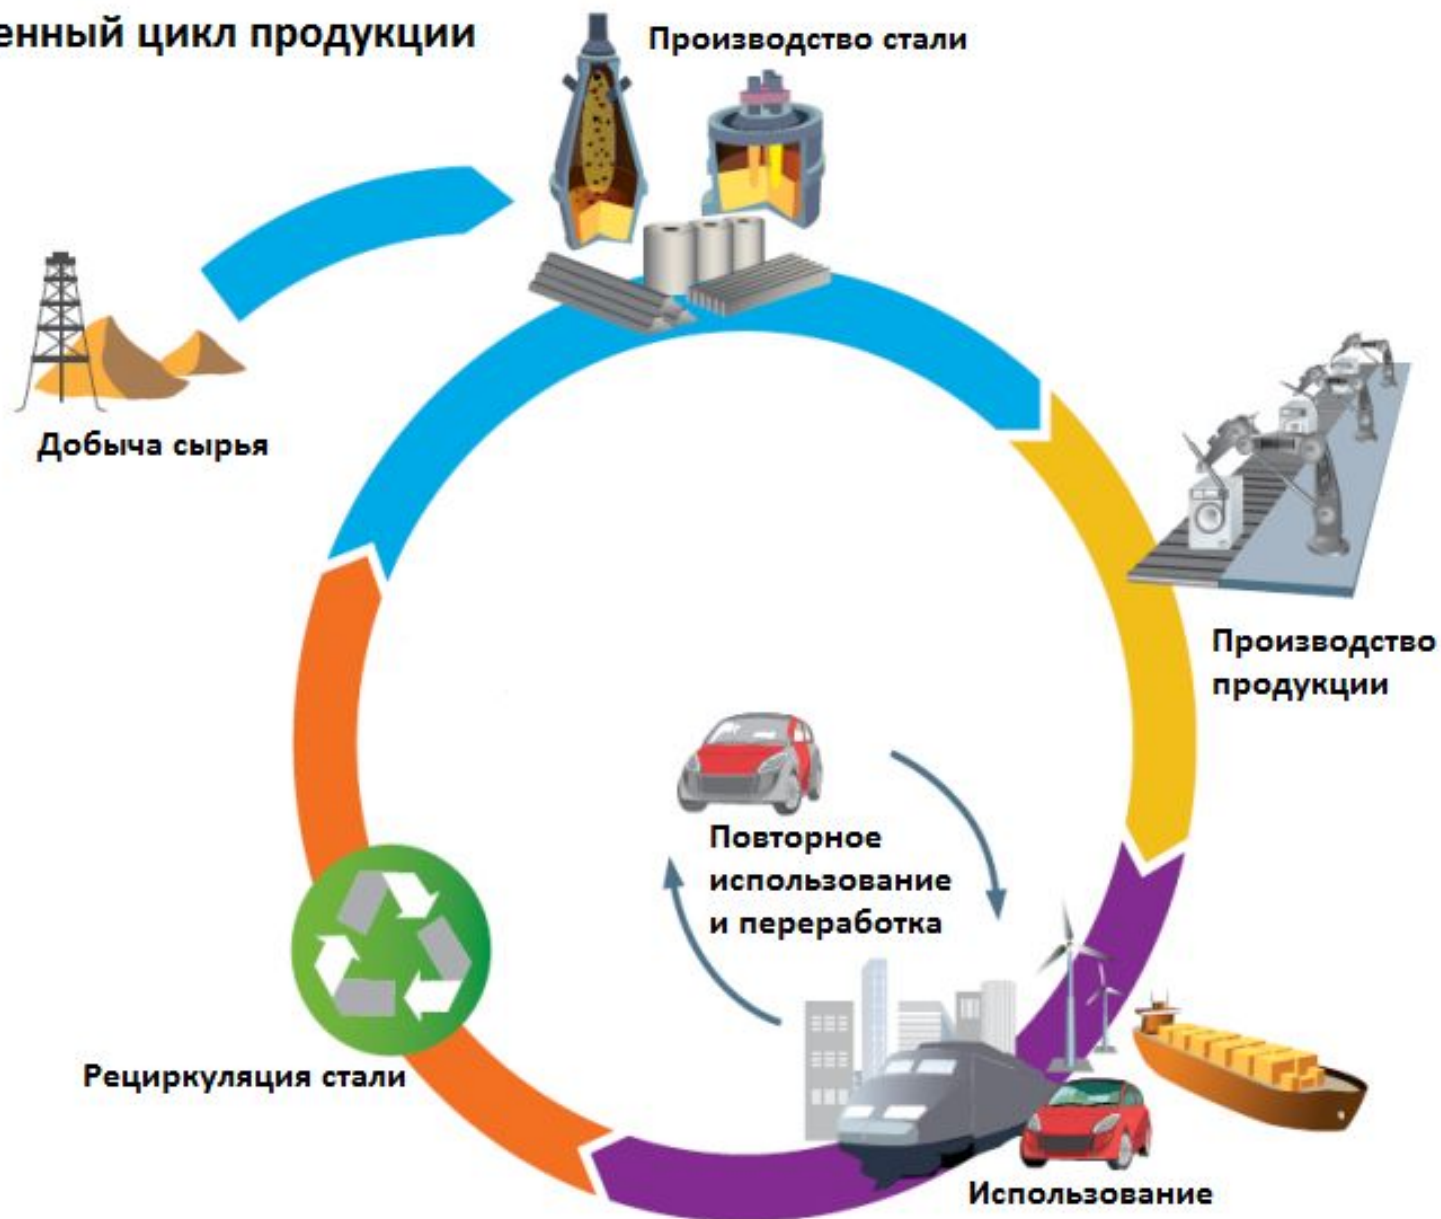 енный цикл продукции
Производство стали
Добыча сырья
Производство
продукции
Повторное
использование
и переработка
Рециркуляция стали
Использование